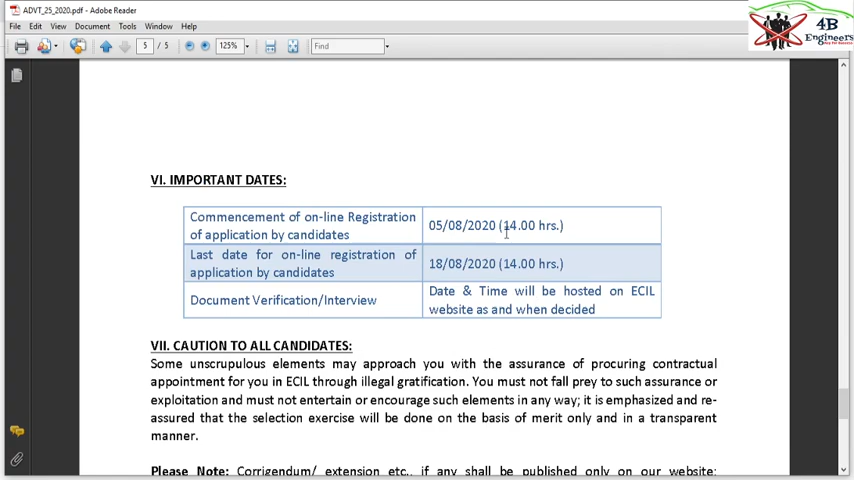 ADVT_25_2020.pdf - Adobe Reader
File Edit View Document Tools Window Help
5 / 5 125% Find
4B
Engineers
VI. IMPORTANT DATES:
Commencement of on-line Registration
of application by candidates
05/08/2020 (14.00 hrs.)
Last date for on-line registration of
application by candidates
18/08/2020 (14.00 hrs.)
Document Verification/Interview
Date & Time will be hosted on ECIL
website as and when decided
VII. CAUTION TO ALL CANDIDATES:
Some unscrupulous elements may approach you with the assurance of procuring contractual
appointment for you in ECIL through illegal gratification. You must not fall prey to such assurance or
exploitation and must not entertain or encourage such elements in any way; it is emphasized and re-
assured that the selection exercise will be done on the basis of merit only and in a transparent
manner.
Please Note: Corrigendum/ extension etc., if any shall be published only on our website: